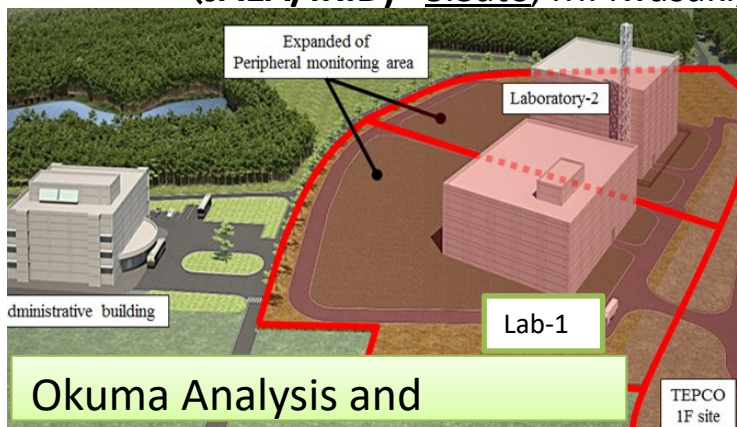 Expanded of
Peripheral monitoring area
Laboratory-2
dministrative building
Lab-1
Okuma Analysis and
TEPCO
1F site